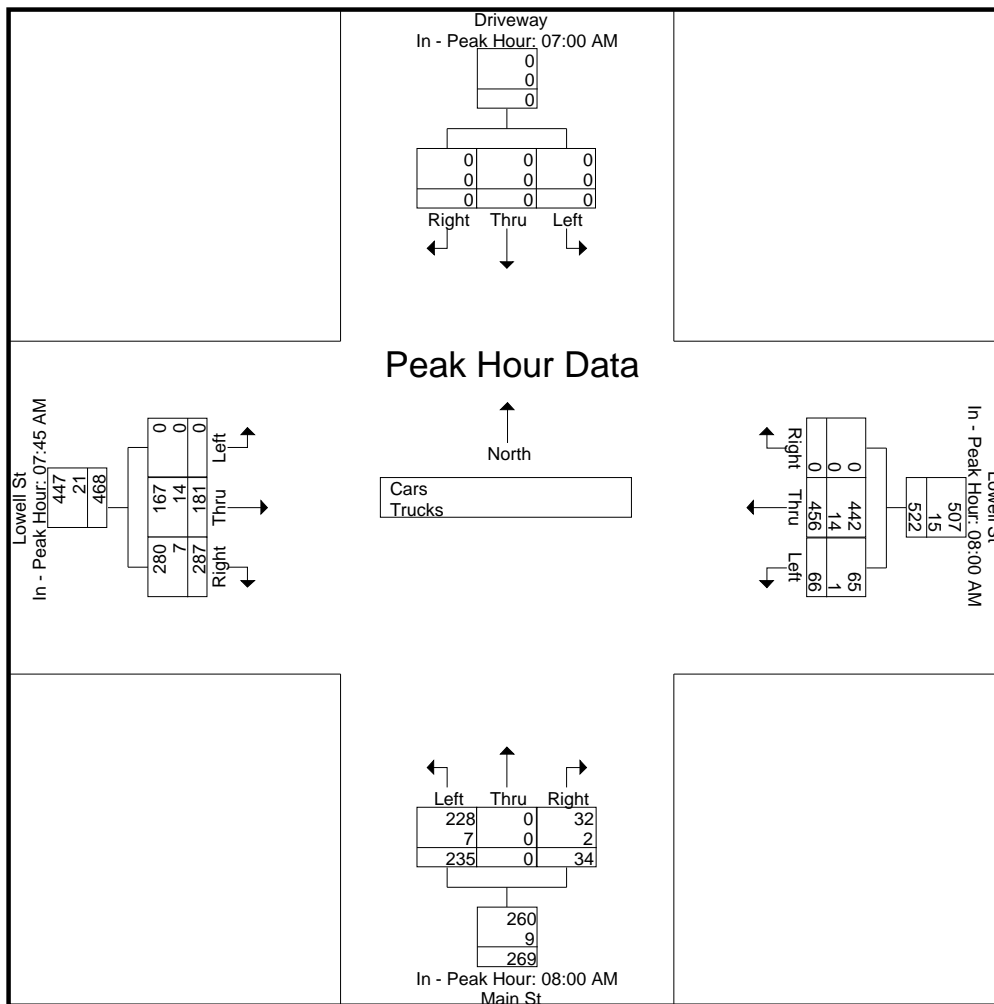 Driveway
In - Peak Hour: 07:00 AM
0
0
0
0 0 0
0 0 0
0 0 0
Right Thru Left
Peak Hour Data
North
Cars
Trucks
Lowell St
In - Peak Hour: 07:45 AM
447
21
468
0 167 280
0 14 7
0 181 287
Left Thru Right
Lowell St
In - Peak Hour: 08:00 AM
507
15
522
0 442 65
0 14 1
0 456 66
Right Thru Left
Left Thru Right
228 0 32
7 0 2
235 0 34
260
9
269
In - Peak Hour: 08:00 AM
Main St